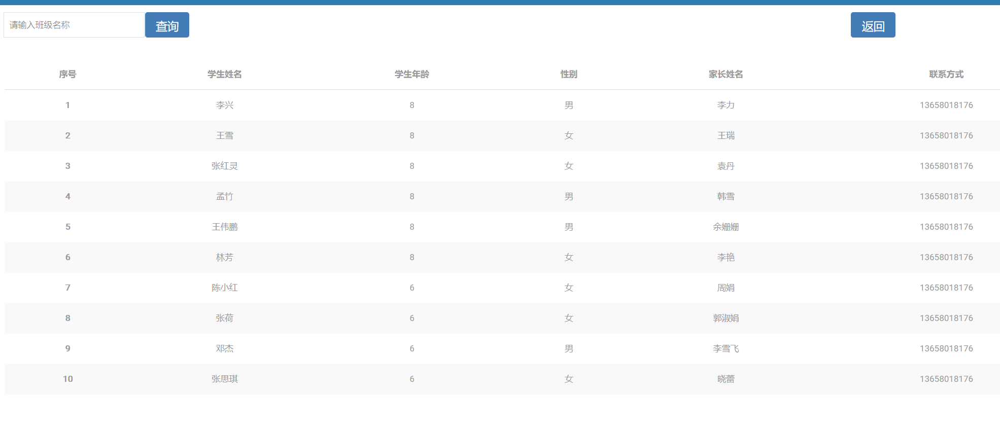 请输入班级名称 查询 返回
序号 学生姓名 学生年龄 性别 家长姓名 联系方式
1 李兴 8 男 李力 13658018176
2 王雪 8 女 王瑞 13658018176
3 张红灵 8 女 袁丹 13658018176
4 孟竹 8 男 韩雪 13658018176
5 王伟鹏 8 男 余姗姗 13658018176
6 林芳 8 女 李艳 13658018176
7 陈小红 6 女 周娟 13658018176
8 张荷 6 女 郭淑娟 13658018176
9 邓杰 6 男 李雪飞 13658018176
10 张思琪 6 女 晓蕾 13658018176